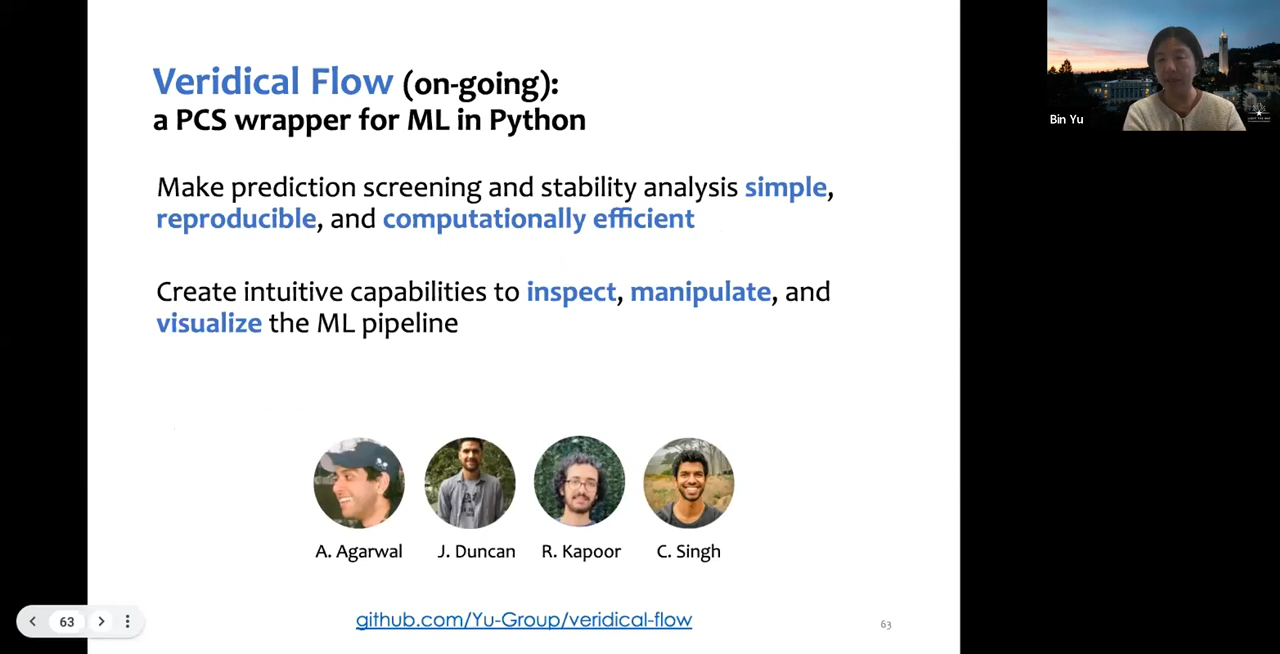 Veridical Flow (on-going):
a PCS wrapper for ML in Python
Make prediction screening and stability analysis simple,
reproducible, and computationally efficient
Create intuitive capabilities to inspect, manipulate, and
visualize the ML pipeline
A. Agarwal
J. Duncan
R. Kapoor
C. Singh
github.com/Yu-Group/veridical-flow
63
63
Bin Yu